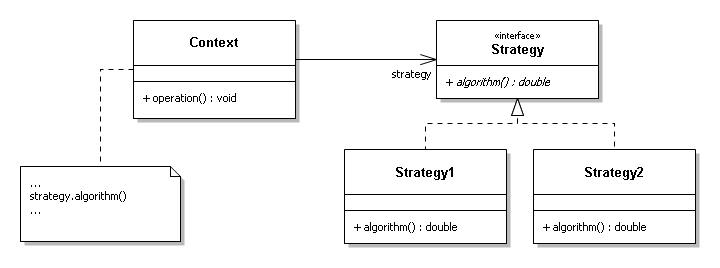 Context
+ operation() : void
«interface»
Strategy
+ algorithm() : double
strategy
...
strategy.algorithm()
...
Strategy1
+ algorithm() : double
Strategy2
+ algorithm() : double